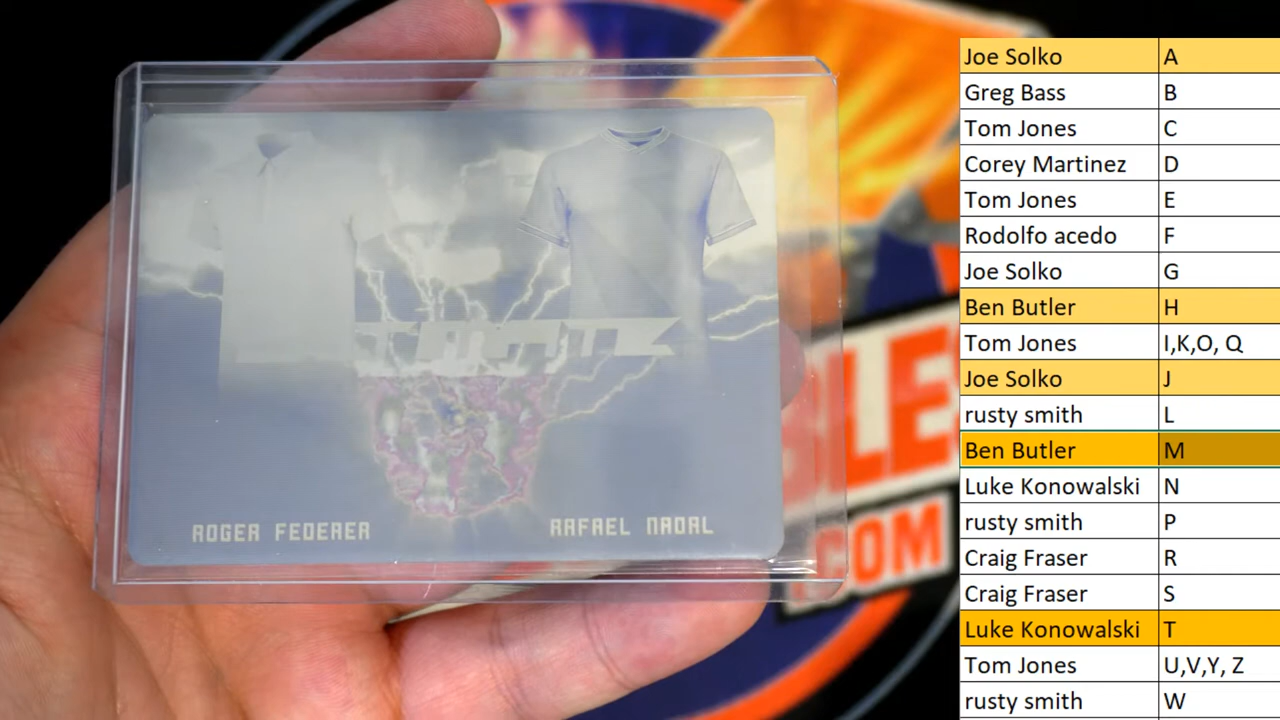 ROGER FEDERER
RAFAEL NADAL
BLE
.COM
Joe Solko A
Greg Bass B
Tom Jones C
Corey Martinez D
Tom Jones E
Rodolfo acedo F
Joe Solko G
Ben Butler H
Tom Jones I,K,O, Q
Joe Solko J
rusty smith L
Ben Butler M
Luke Konowalski N
rusty smith P
Craig Fraser R
Craig Fraser S
Luke Konowalski T
Tom Jones U,V,Y, Z
rusty smith W